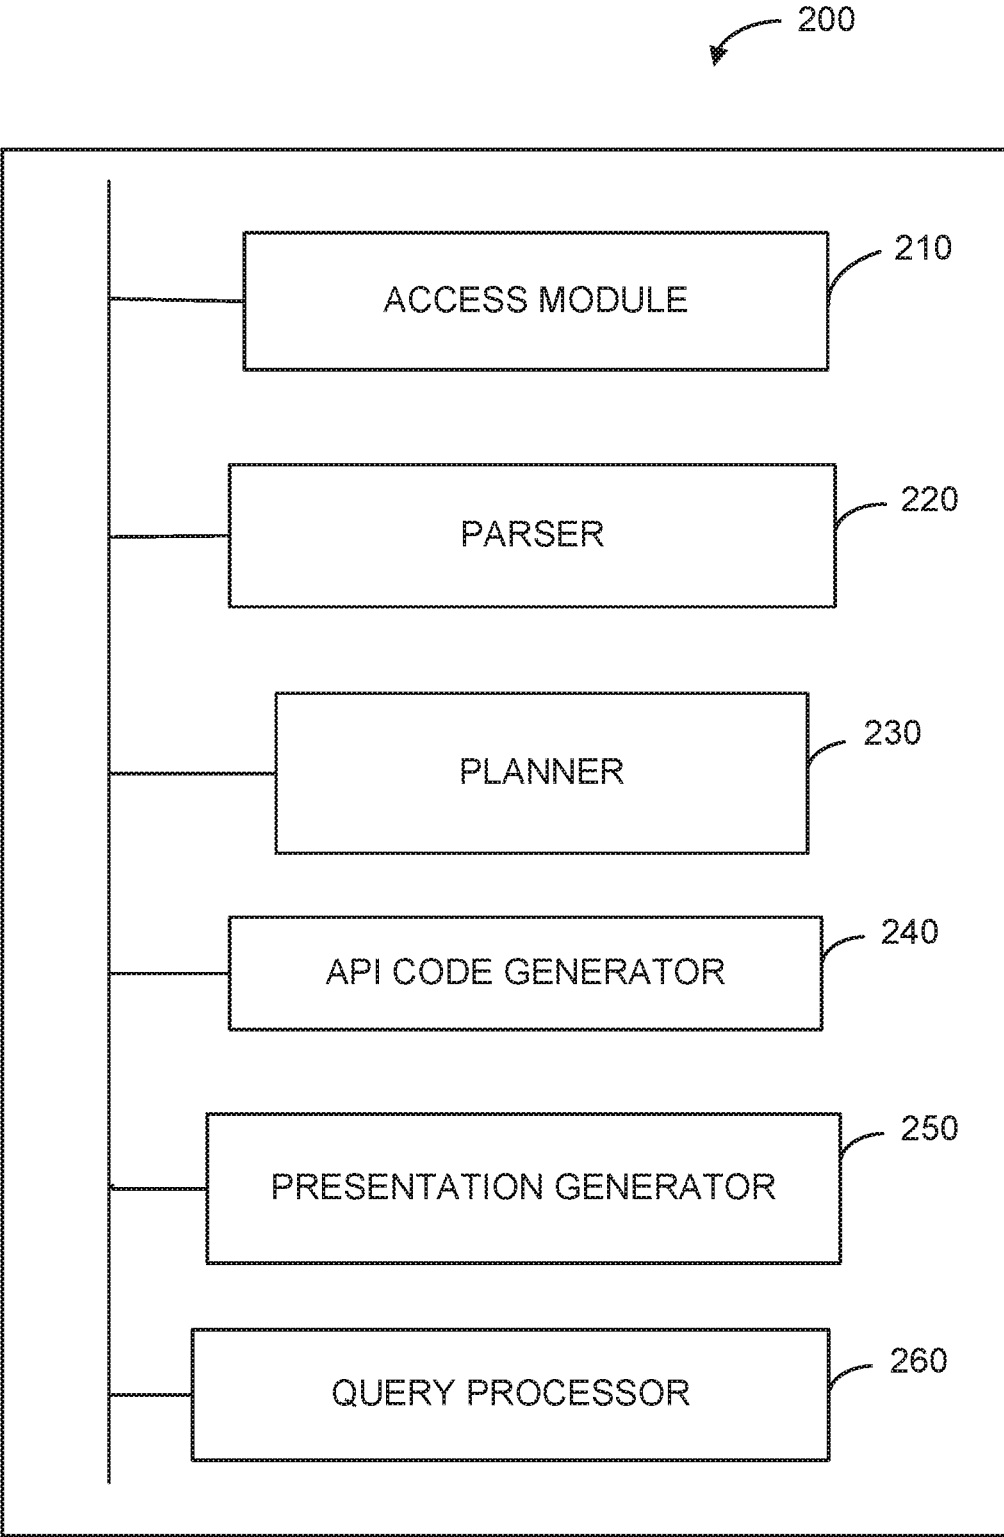 200
ACCESS MODULE
210
PARSER
220
PLANNER
230
API CODE GENERATOR
240
PRESENTATION GENERATOR
250
QUERY PROCESSOR
260